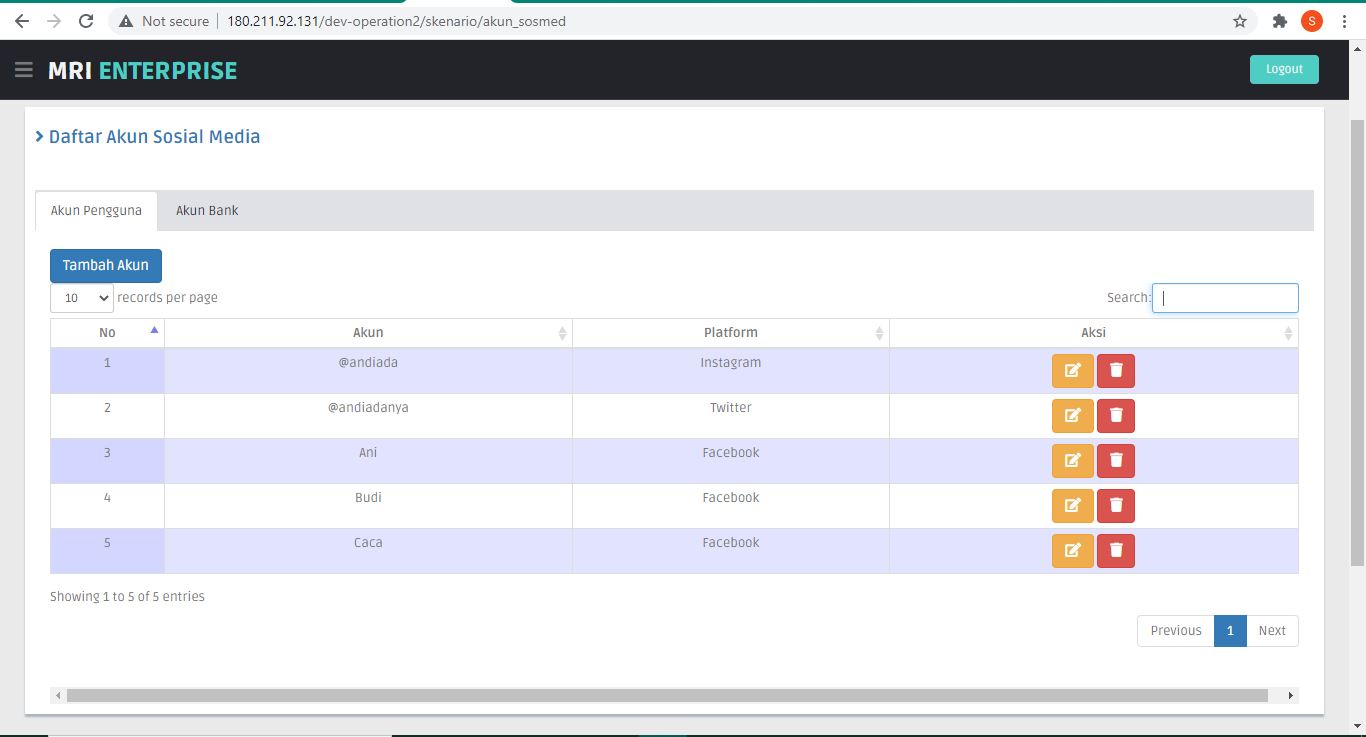 Not secure | 180.211.92.131/dev-operation2/skenario/akun_sosmed
S
MRI ENTERPRISE
Logout
Daftar Akun Sosial Media
Akun Pengguna Akun Bank
Tambah Akun
10 records per page
Search:
No Akun Platform Aksi
1 @andiada Instagram
2 @andiadanya Twitter
3 Ani Facebook
4 Budi Facebook
5 Caca Facebook
Showing 1 to 5 of 5 entries
Previous 1 Next